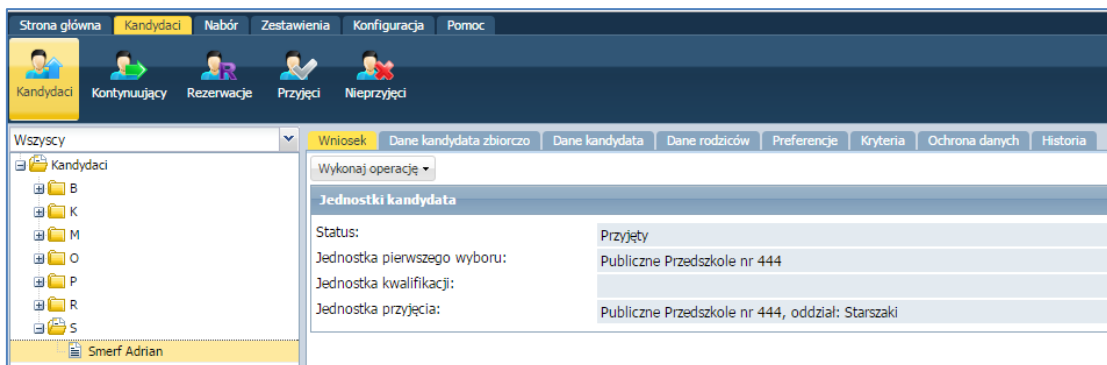 Strona główna Kandydaci Nabór Zestawienia Konfiguracja Pomoc
Kandydaci Kontynuujący Rezerwacje Przyjęci Nieprzyjęci
Wszyscy
Kandydaci
B
K
M
O
P
R
S
Smerf Adrian
Wniosek Dane kandydata zbiorczo Dane kandydata Dane rodziców Preferencje Kryteria Ochrona danych Historia
Wykonaj operację
Jednostki kandydata
Status: Przyjęty
Jednostka pierwszego wyboru: Publiczne Przedszkole nr 444
Jednostka kwalifikacji:
Jednostka przyjęcia: Publiczne Przedszkole nr 444, oddział: Starszaki